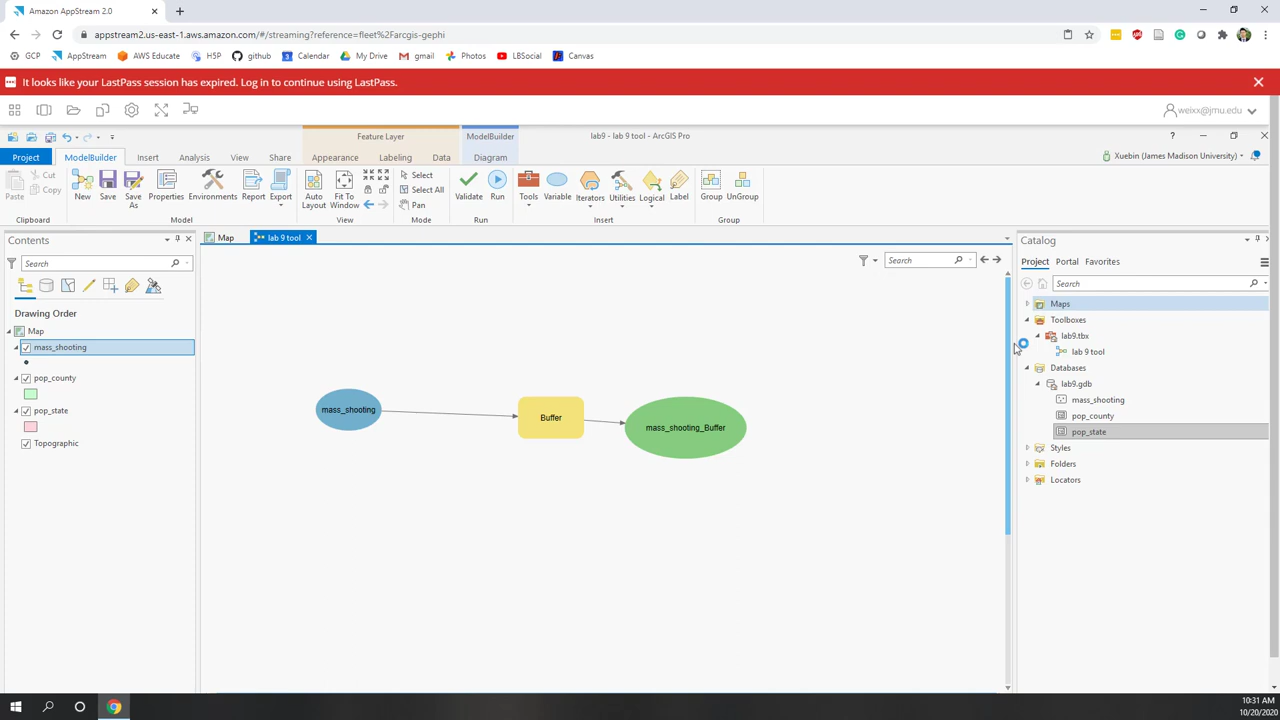 Amazon AppStream 2.0
appstream2.us-east-1.aws.amazon.com/#/streaming?reference=fleet%2Farcgis-gephi
GCP AppStream AWS Educate H5P github Calendar My Drive gmail Photos LBSocial Canvas
It looks like your LastPass session has expired. Log in to continue using LastPass.
weixx@jmu.edu
Feature Layer ModelBuilder lab9 - lab 9 tool - ArcGIS Pro ?
Project ModelBuilder Insert Analysis View Share Appearance Labeling Data Diagram Xuebin (James Madison University)
Paste Cut Copy New Save Save As Properties Environments Report Export Auto Layout Fit To Window Select Select All Pan Validate Run Tools Variable Iterators Utilities Logical Label Group UnGroup
Clipboard Model View Mode Run Insert Group
Contents
Search
Drawing Order
Map
mass_shooting
pop_county
pop_state
Topographic
Map lab 9 tool
Search
mass_shooting Buffer mass_shooting_Buffer
Catalog
Project Portal Favorites
Search
Maps
Toolboxes
lab9.tbx
lab 9 tool
Databases
lab9.gdb
mass_shooting
pop_county
pop_state
Styles
Folders
Locators
10:31 AM
10/20/2020